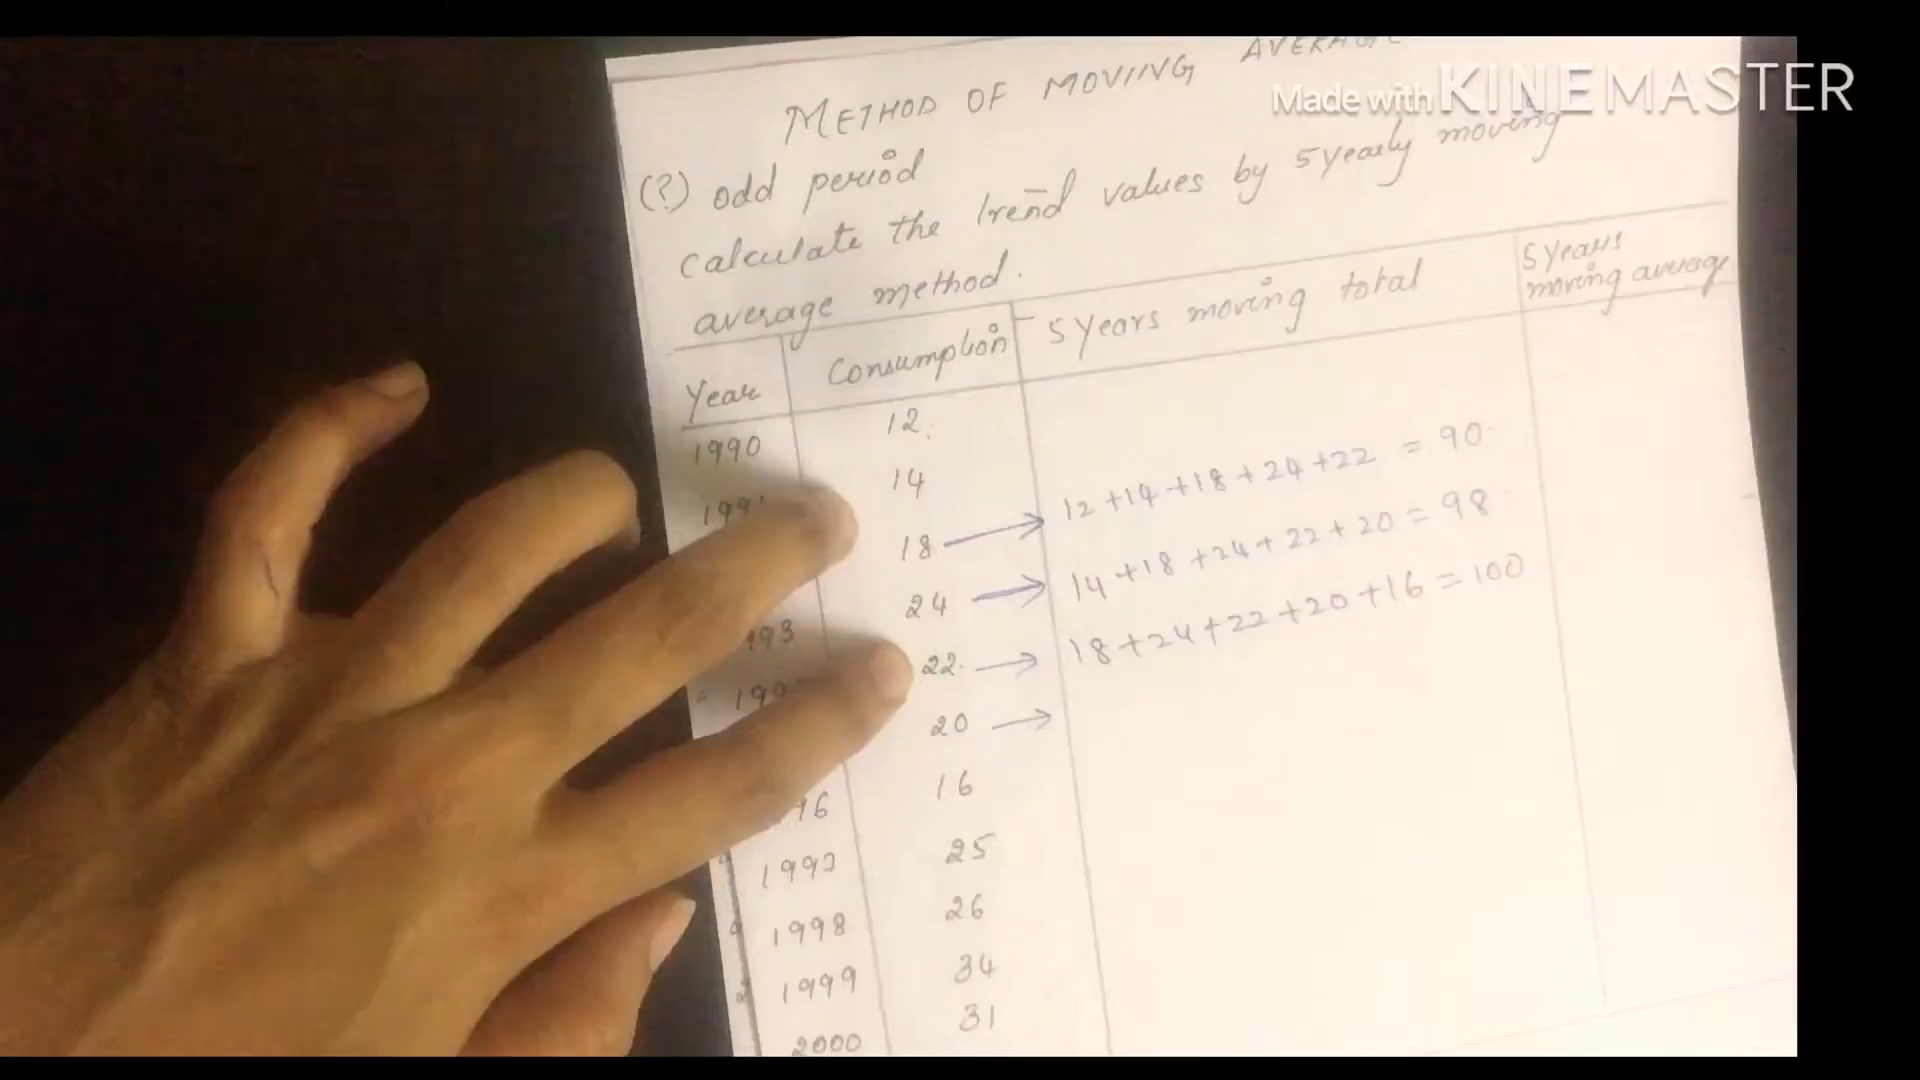 METHOD OF MOVING AVERAGE
Made with KINEMASTER
(?) odd period
calculate the trend values by 5 yearly moving
average method.
Year Consumption 5 Years moving total 5 Years moving average
1990 12
14
18 → 12 + 14 + 18 + 24 + 22 = 90
24 → 14 + 18 + 24 + 22 + 20 = 98
1993 22 → 18 + 24 + 22 + 20 + 16 = 100
20 →
16
1997 25
1998 26
1999 34
2000 31